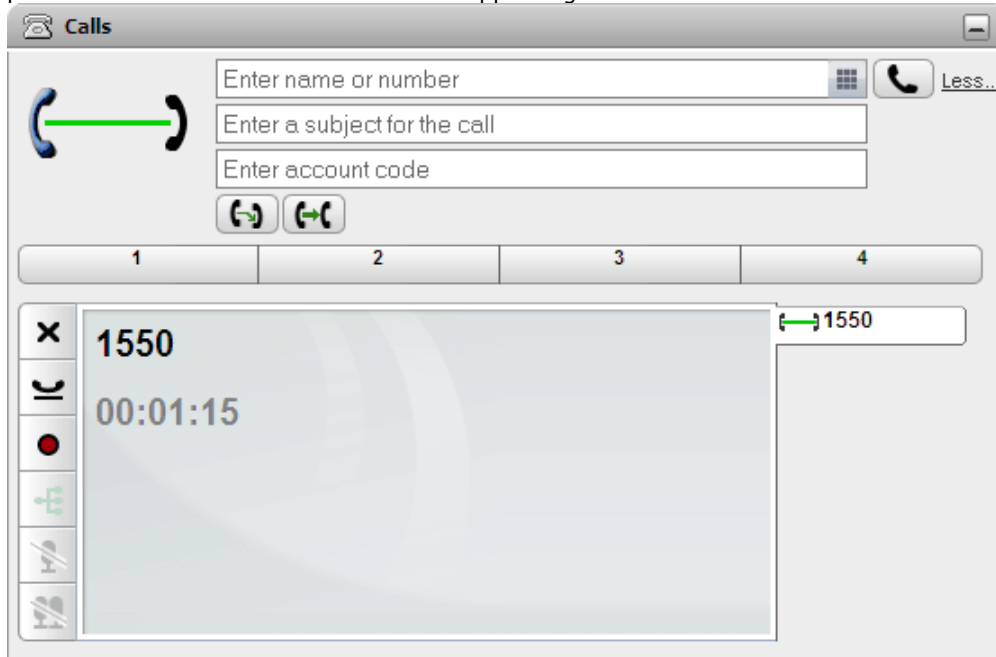 Calls
Enter name or number
Less...
Enter a subject for the call
Enter account code
1 2 3 4
1550
1550
00:01:15